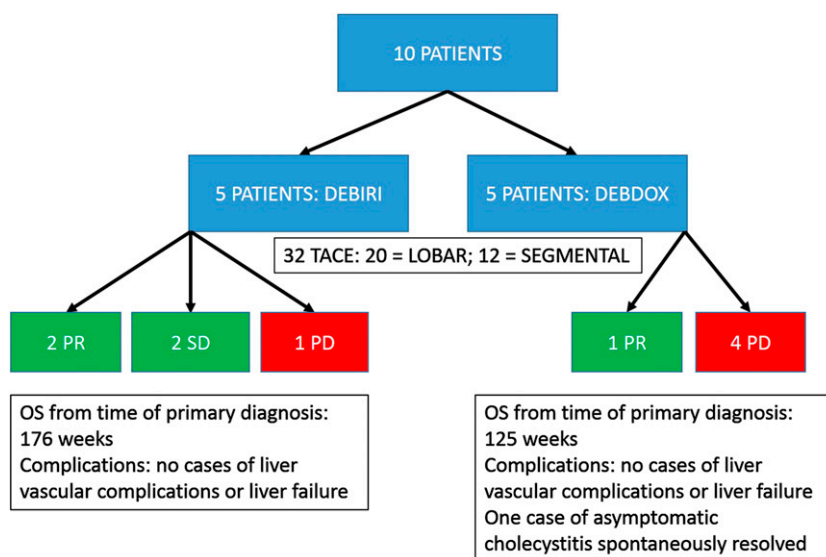 10 PATIENTS
5 PATIENTS: DEBIRI
5 PATIENTS: DEBDOX
32 TACE: 20 = LOBAR; 12 = SEGMENTAL
2 PR
2 SD
1 PD
1 PR
4 PD
OS from time of primary diagnosis:
176 weeks
Complications: no cases of liver
vascular complications or liver failure
OS from time of primary diagnosis:
125 weeks
Complications: no cases of liver
vascular complications or liver failure
One case of asymptomatic
cholecystitis spontaneously resolved